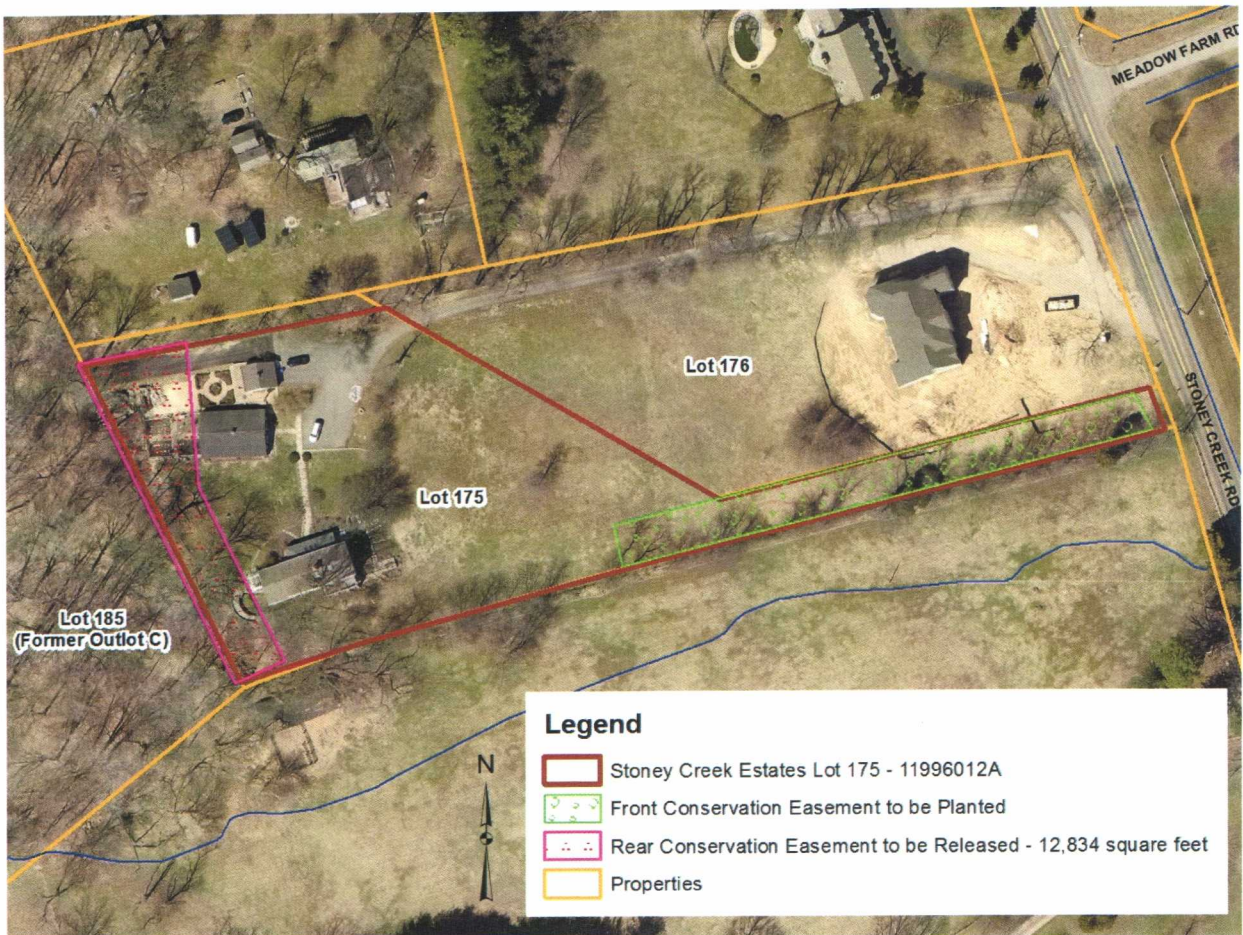 MEADOW FARM RD
Lot 176
STONEY CREEK RD
Lot 175
Lot 185
(Former Outlot C)
Legend
N
Stoney Creek Estates Lot 175 - 11996012A
Front Conservation Easement to be Planted
Rear Conservation Easement to be Released - 12,834 square feet
Properties